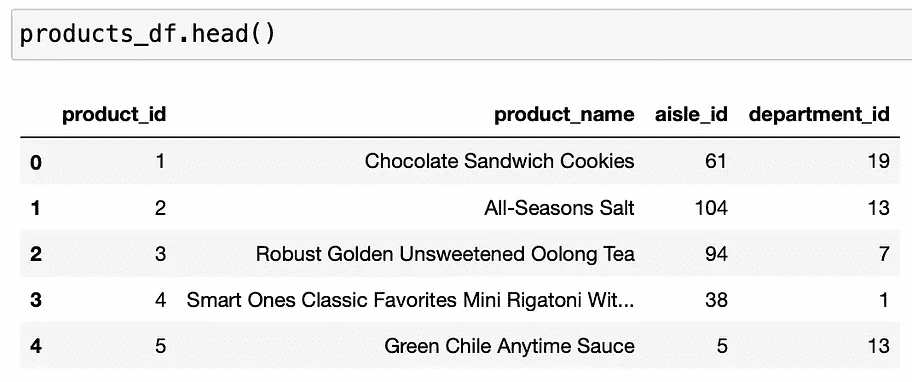 products_df.head()
product_id product_name aisle_id department_id
0 1 Chocolate Sandwich Cookies 61 19
1 2 All-Seasons Salt 104 13
2 3 Robust Golden Unsweetened Oolong Tea 94 7
3 4 Smart Ones Classic Favorites Mini Rigatoni Wit... 38 1
4 5 Green Chile Anytime Sauce 5 13